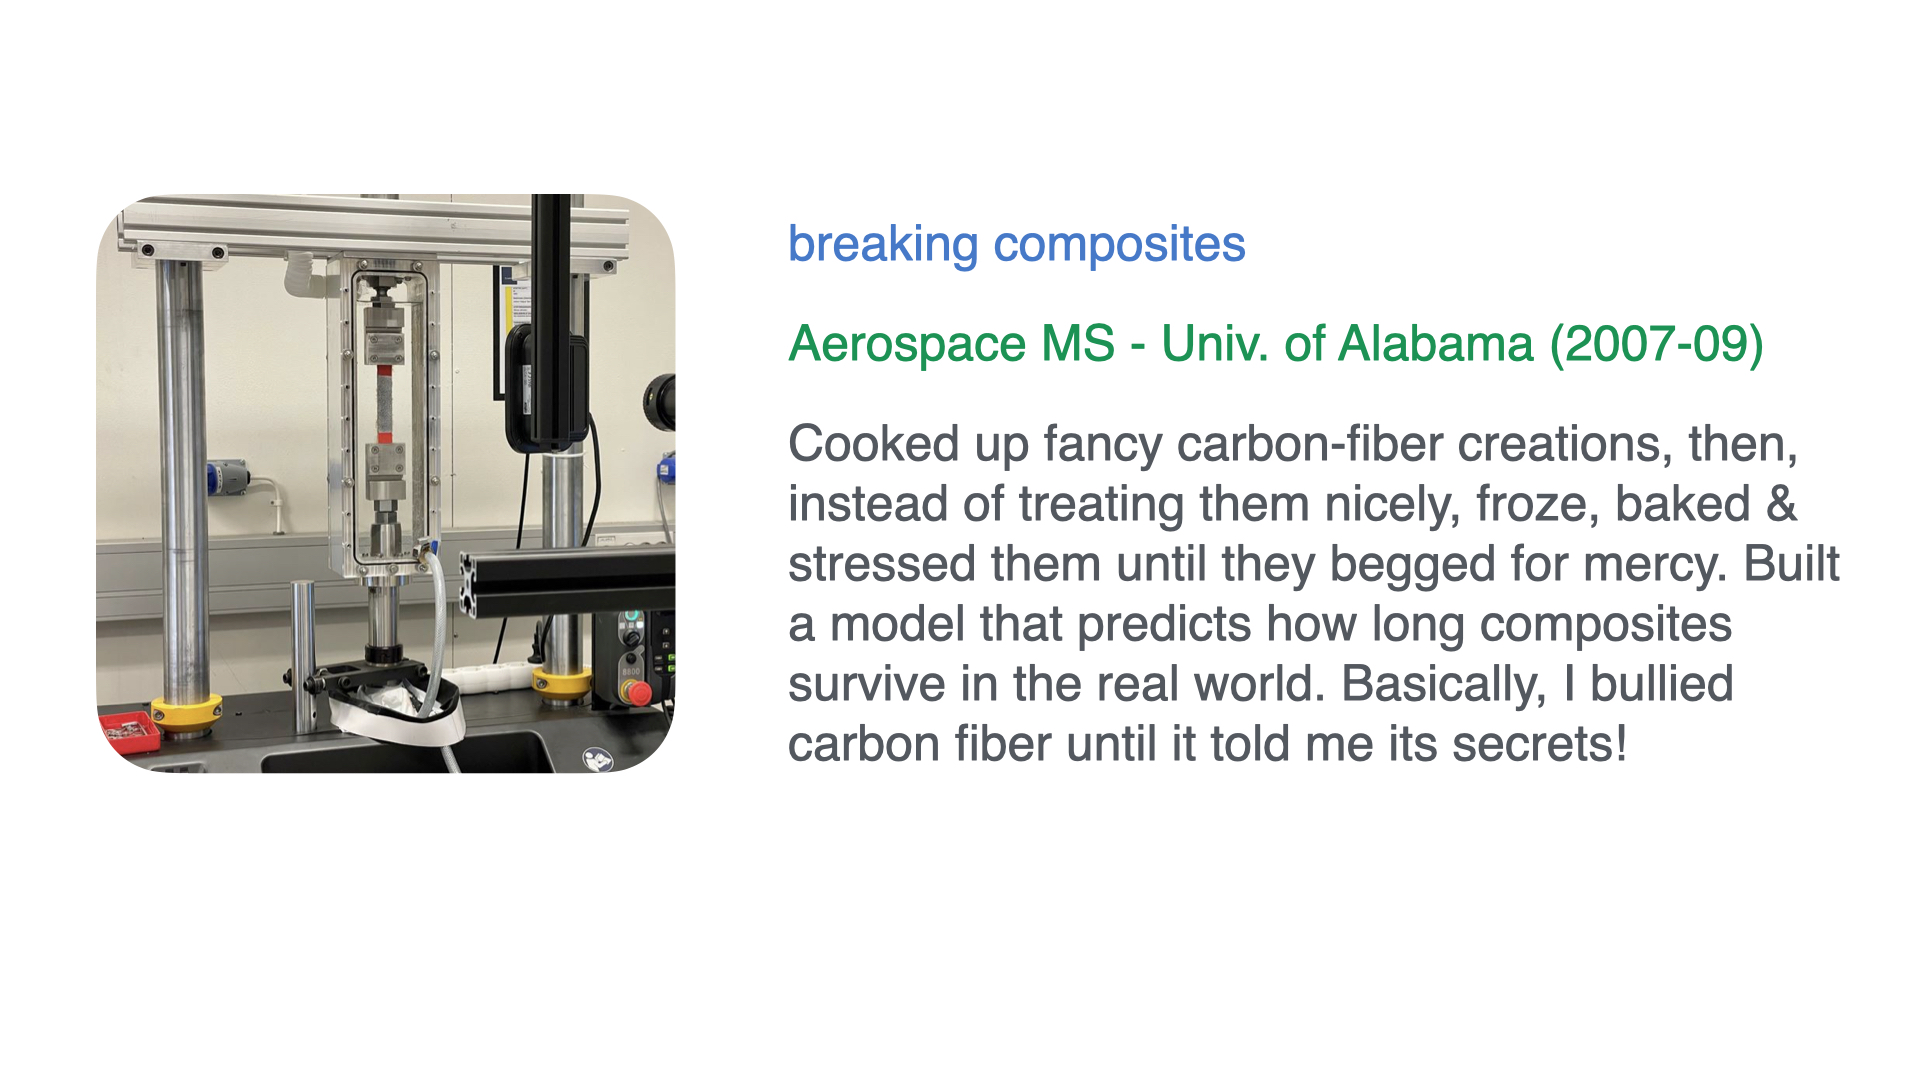 breaking composites
Aerospace MS - Univ. of Alabama (2007-09)
Cooked up fancy carbon-fiber creations, then,
instead of treating them nicely, froze, baked &
stressed them until they begged for mercy. Built
a model that predicts how long composites
survive in the real world. Basically, I bullied
carbon fiber until it told me its secrets!
8800